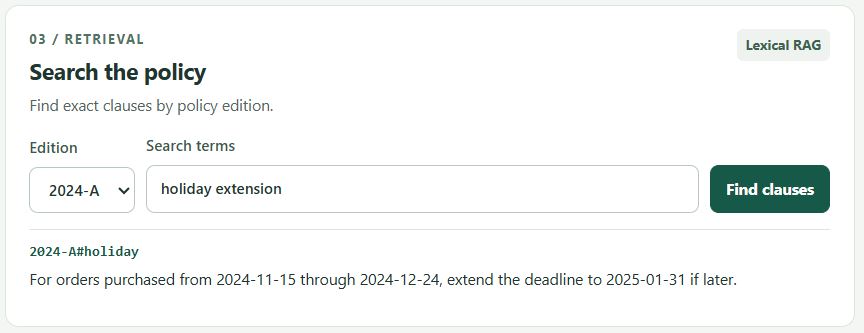 03 / RETRIEVAL
Lexical RAG
Search the policy
Find exact clauses by policy edition.
Edition
Search terms
2024-A
holiday extension
Find clauses
2024-A#holiday
For orders purchased from 2024-11-15 through 2024-12-24, extend the deadline to 2025-01-31 if later.